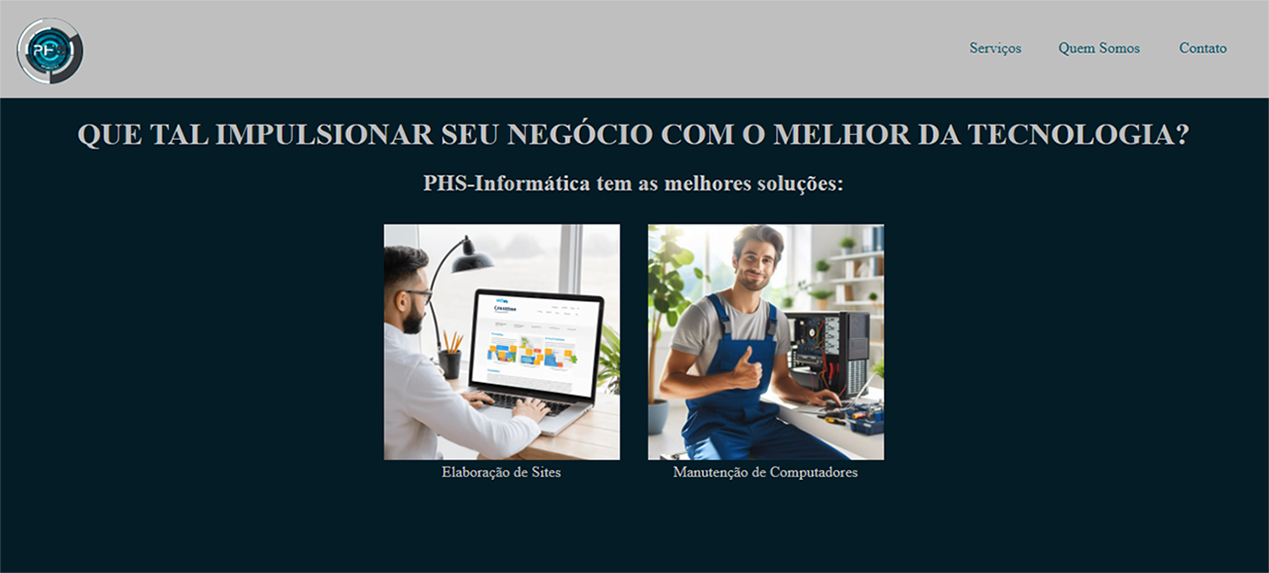 PHS
Serviços
Quem Somos
Contato
QUE TAL IMPULSIONAR SEU NEGÓCIO COM O MELHOR DA TECNOLOGIA?
PHS-Informática tem as melhores soluções:
Elaboração de Sites
Manutenção de Computadores